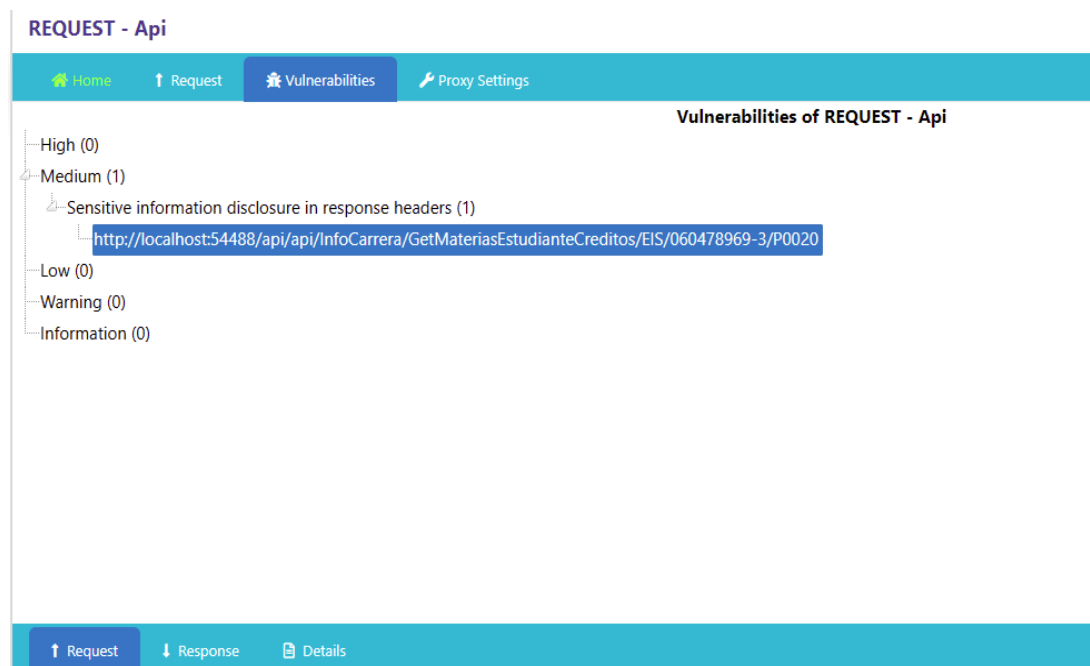 REQUEST - Api
Home Request Vulnerabilities Proxy Settings
Vulnerabilities of REQUEST - Api
High (0)
Medium (1)
Sensitive information disclosure in response headers (1)
http://localhost:54488/api/api/InfoCarrera/GetMateriasEstudianteCreditos/EIS/060478969-3/P0020
Low (0)
Warning (0)
Information (0)
Request Response Details